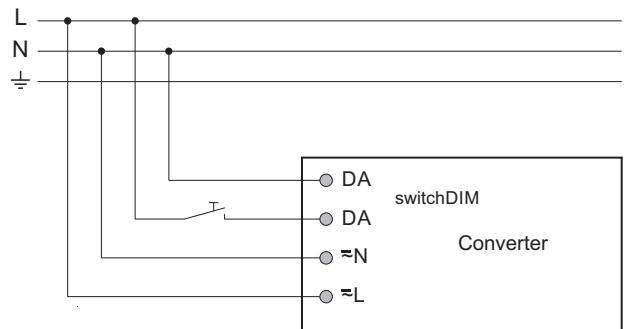 L
N
DA
switchDIM
DA
Converter
≂N
≂L